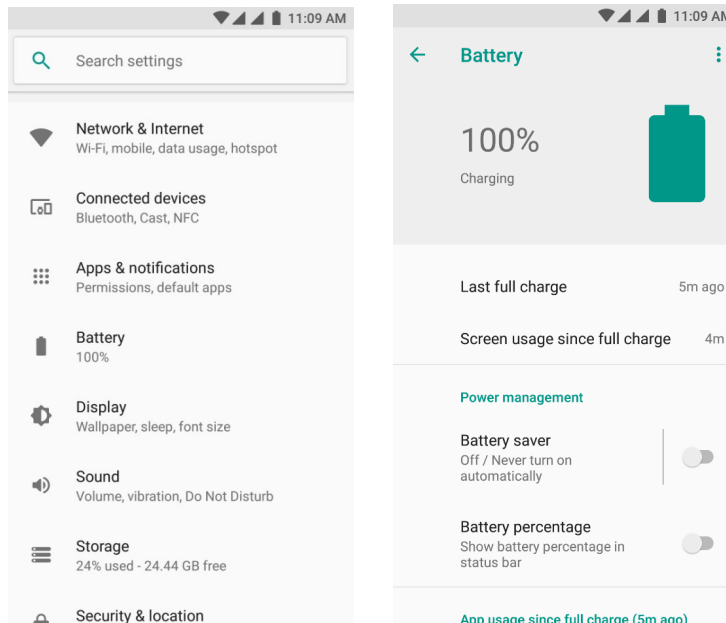 11:09 AM
Search settings
Network & Internet
Wi-Fi, mobile, data usage, hotspot
Connected devices
Bluetooth, Cast, NFC
Apps & notifications
Permissions, default apps
Battery
100%
Display
Wallpaper, sleep, font size
Sound
Volume, vibration, Do Not Disturb
Storage
24% used - 24.44 GB free
Security & location
11:09 AM
Battery
100%
Charging
Last full charge 5m ago
Screen usage since full charge 4m
Power management
Battery saver
Off / Never turn on
automatically
Battery percentage
Show battery percentage in
status bar
App usage since full charge (5m ago)